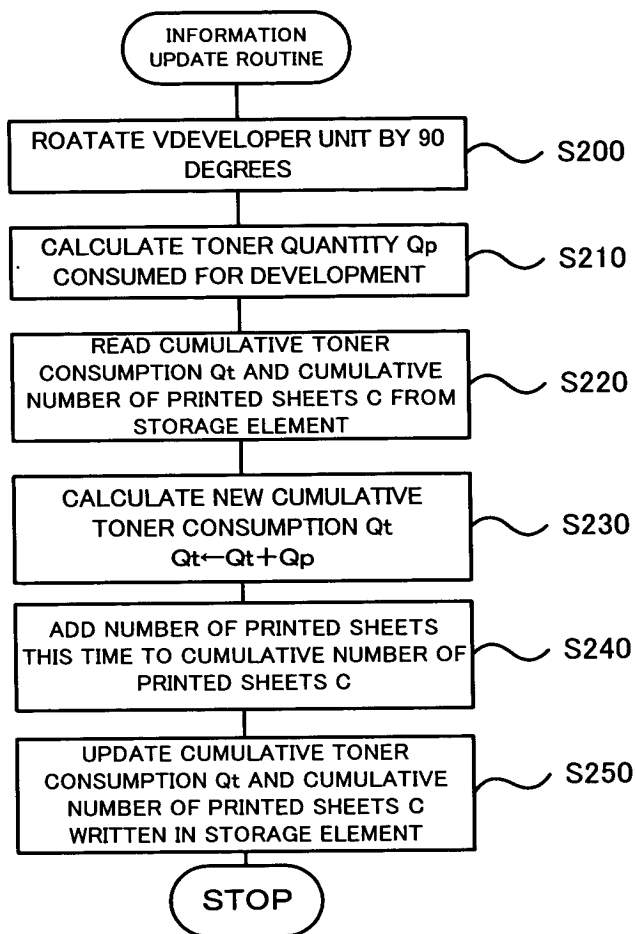 INFORMATION
UPDATE ROUTINE
ROATATE VDEVELOPER UNIT BY 90
DEGREES
S200
CALCULATE TONER QUANTITY Qp
CONSUMED FOR DEVELOPMENT
S210
READ CUMULATIVE TONER
CONSUMPTION Qt AND CUMULATIVE
NUMBER OF PRINTED SHEETS C FROM
STORAGE ELEMENT
S220
CALCULATE NEW CUMULATIVE
TONER CONSUMPTION Qt
Qt←Qt+Qp
S230
ADD NUMBER OF PRINTED SHEETS
THIS TIME TO CUMULATIVE NUMBER OF
PRINTED SHEETS C
S240
UPDATE CUMULATIVE TONER
CONSUMPTION Qt AND CUMULATIVE
NUMBER OF PRINTED SHEETS C
WRITTEN IN STORAGE ELEMENT
S250
STOP